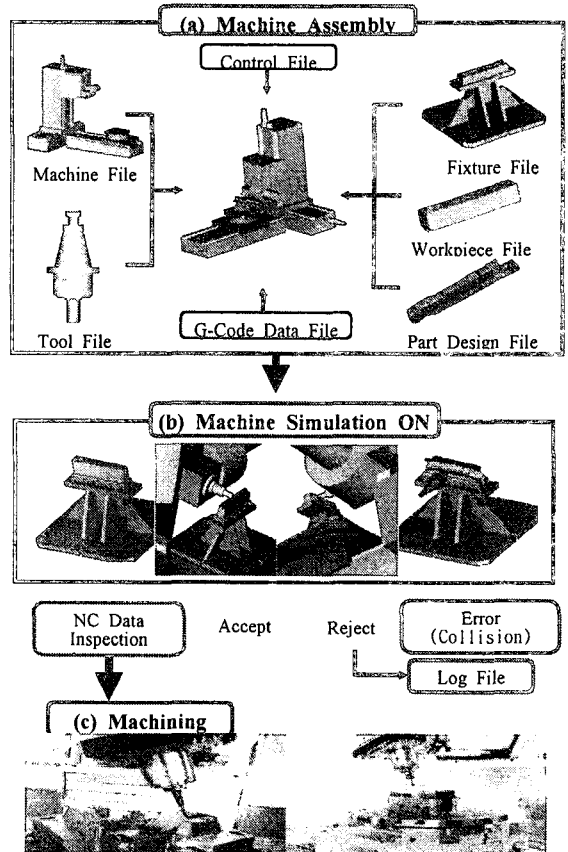 (a) Machine Assembly
Control File
Machine File
Fixture File
Workpiece File
Tool File
G-Code Data File
Part Design File
(b) Machine Simulation ON
NC Data
Inspection
Accept
Reject
Error
(Collision)
Log File
(c) Machining